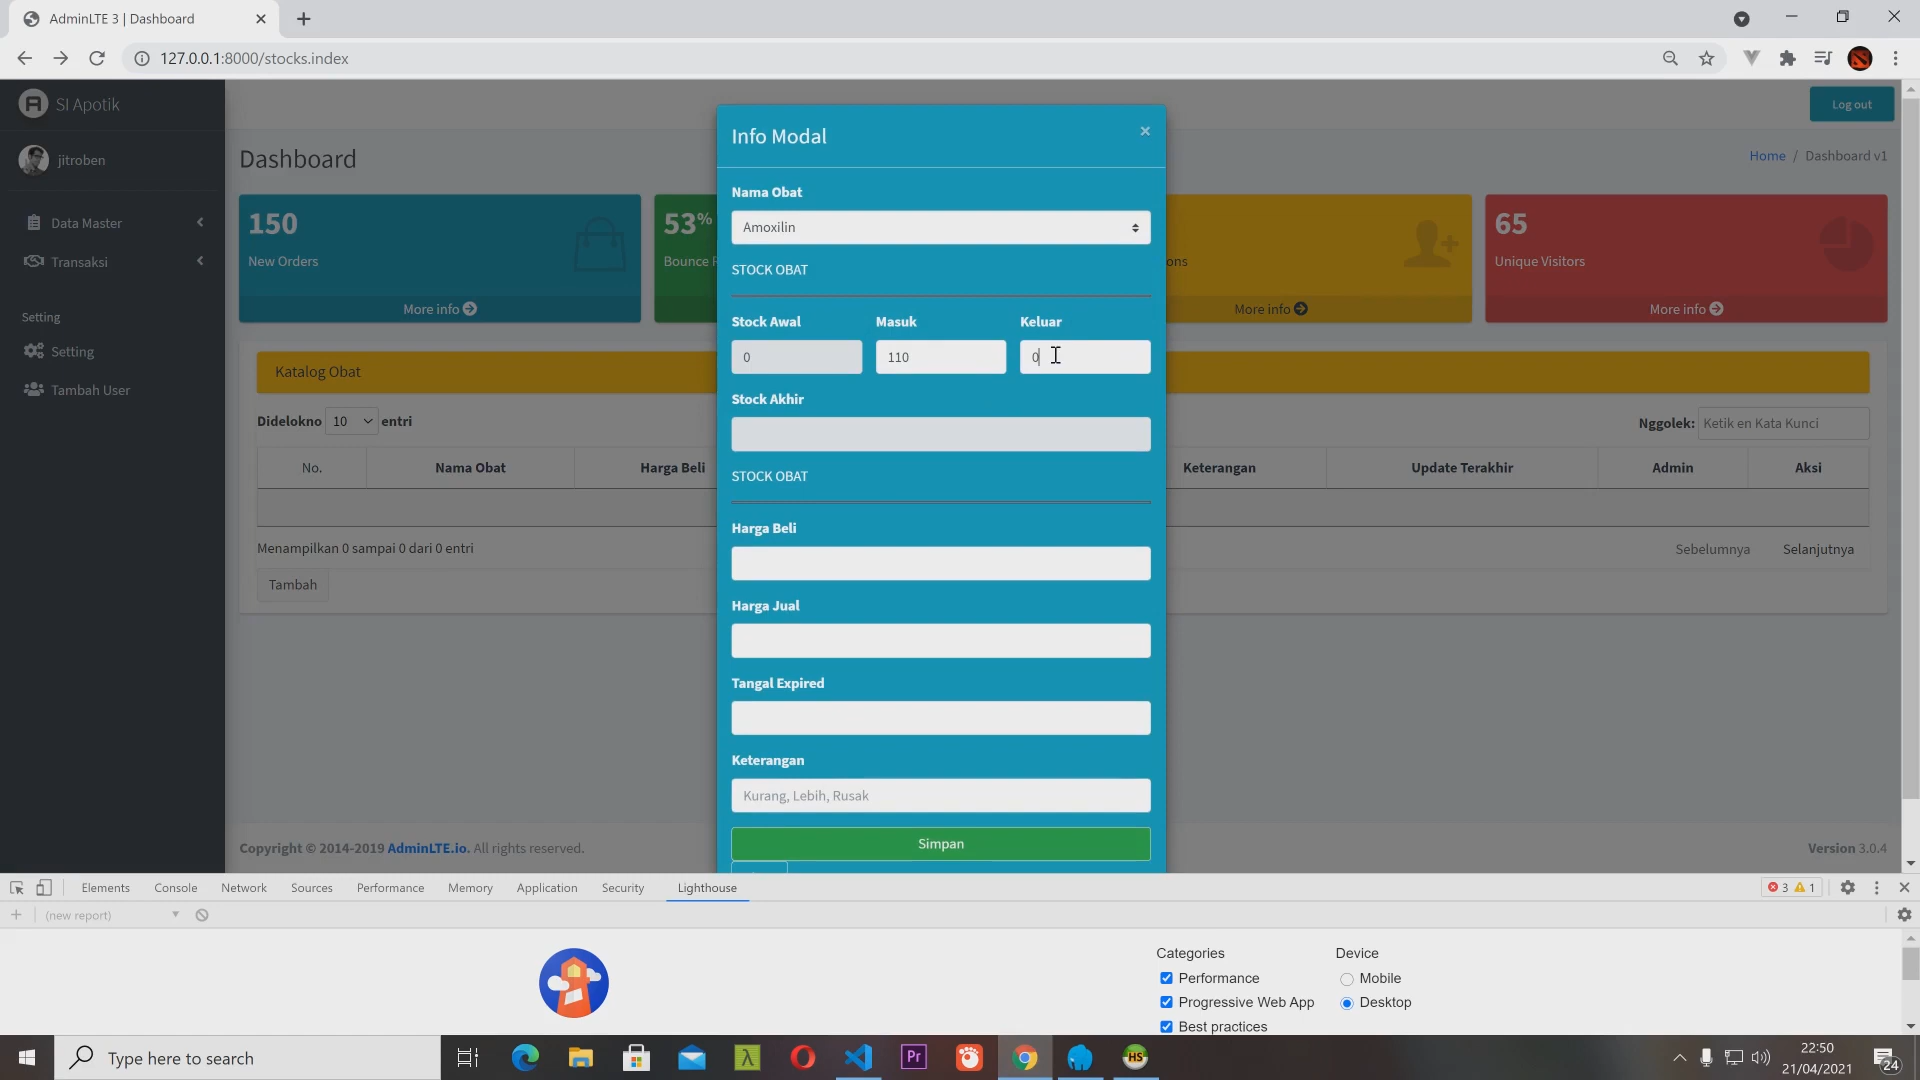 AdminLTE 3 | Dashboard
127.0.0.1:8000/stocks.index
SI Apotik
Log out
jitroben
Dashboard
Home / Dashboard v1
Data Master
Transaksi
Setting
Setting
Tambah User
150
New Orders
More info
53%
Bounce R
ons
More info
65
Unique Visitors
More info
Katalog Obat
Didelokno 10 entri
Nggolek: Ketik en Kata Kunci
No. Nama Obat Harga Beli Keterangan Update Terakhir Admin Aksi
Menampilkan 0 sampai 0 dari 0 entri
Sebelumnya Selanjutnya
Tambah
Info Modal
×
Nama Obat
Amoxilin
STOCK OBAT
Stock Awal Masuk Keluar
0 110 0
Stock Akhir
STOCK OBAT
Harga Beli
Harga Jual
Tangal Expired
Keterangan
Kurang, Lebih, Rusak
Simpan
Copyright © 2014-2019 AdminLTE.io. All rights reserved.
Version 3.0.4
Elements Console Network Sources Performance Memory Application Security Lighthouse
3 1
(new report)
Categories
Performance
Progressive Web App
Best practices
Device
Mobile
Desktop
Type here to search
Pr
HS
22:50
21/04/2021
24